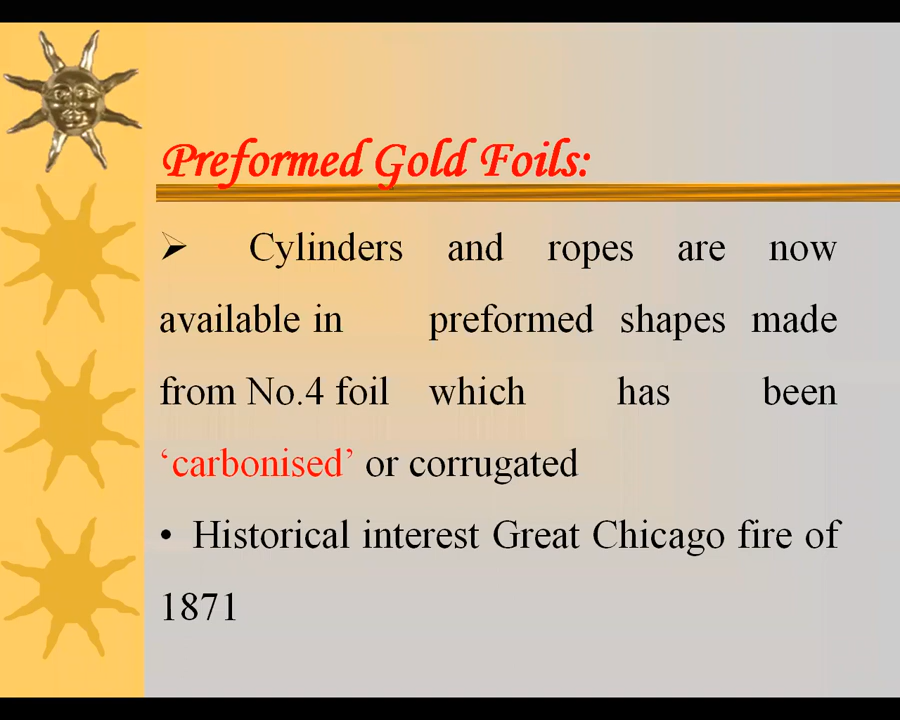 Preformed Gold Foils:
➢ Cylinders and ropes are now
available in preformed shapes made
from No.4 foil which has been
‘carbonised’ or corrugated
• Historical interest Great Chicago fire of
1871